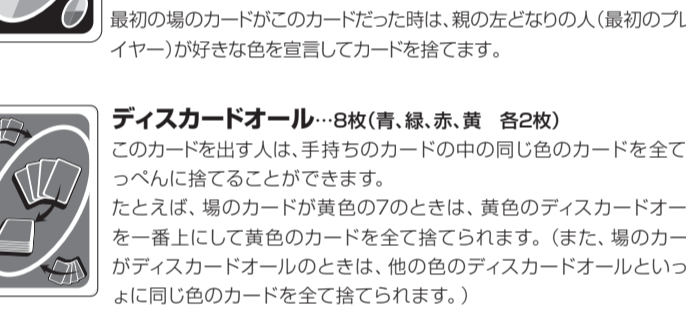 最初の場のカードがこのカードだった時は、親の左どなりの人（最初のプレ
イヤー）が好きな色を宣言してカードを捨てます。
ディスカードオール…8枚（青、緑、赤、黄　各2枚）
このカードを出す人は、手持ちのカードの中の同じ色のカードを全て
っぺんに捨てることができます。
たとえば、場のカードが黄色の7のときは、黄色のディスカードオー
を一番上にして黄色のカードを全て捨てられます。（また、場のカー
がディスカードオールのときは、他の色のディスカードオールといっ
ょに同じ色のカードを全て捨てられます。）